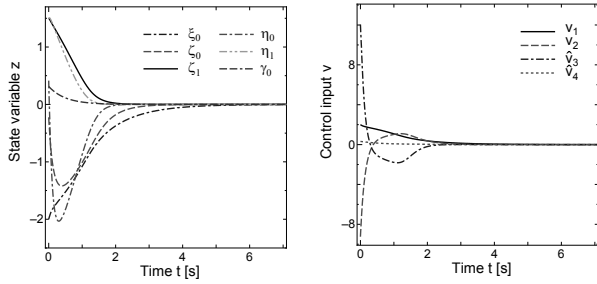 State variable z
1
0
-1
-2
0
2
4
6
Time t [s]
ξ₀
ζ₀
ζ₁
η₀
η₁
γ₀
Control input v
8
0
-8
0
2
4
6
Time t [s]
v₁
v₂
v̂₃
v̂₄